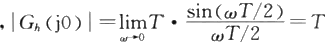 , |G_h(j0)| = lim_{ω→0} T · sin(ωT/2) / (ωT/2) = T